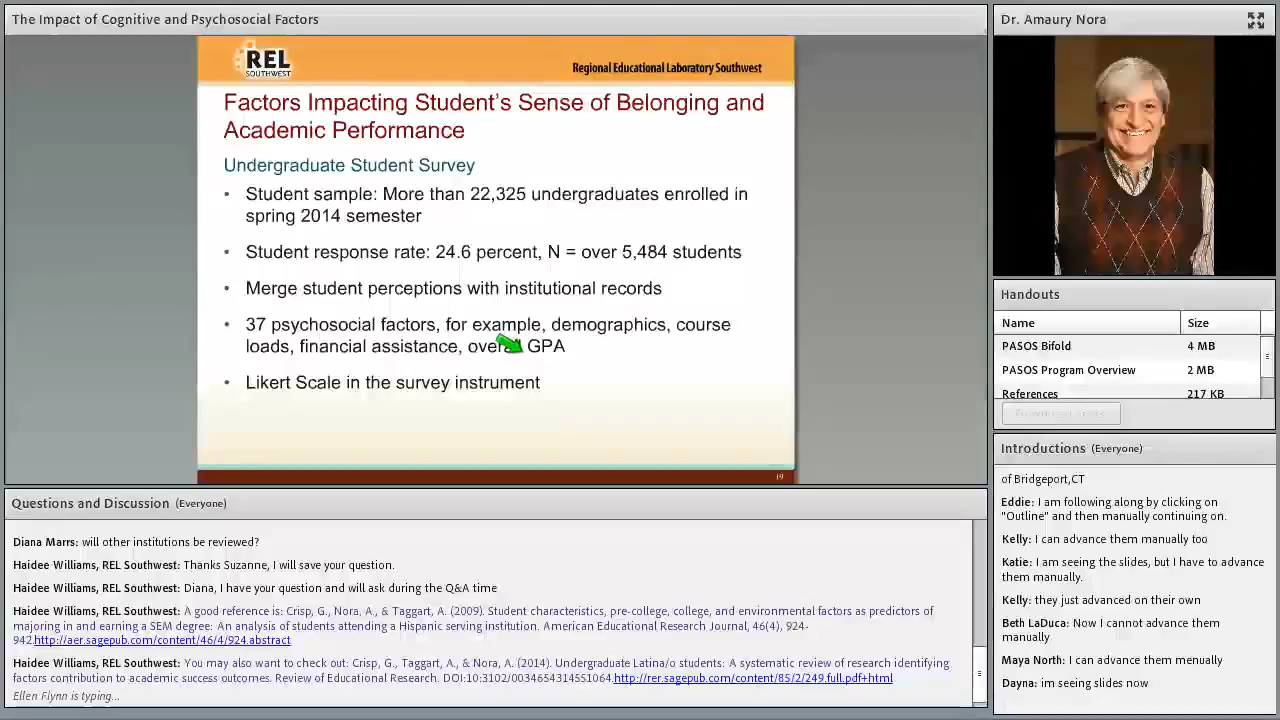 The Impact of Cognitive and Psychosocial Factors
REL
SOUTHWEST
Regional Educational Laboratory Southwest
Factors Impacting Student's Sense of Belonging and
Academic Performance
Undergraduate Student Survey
• Student sample: More than 22,325 undergraduates enrolled in
spring 2014 semester
• Student response rate: 24.6 percent, N = over 5,484 students
• Merge student perceptions with institutional records
• 37 psychosocial factors, for example, demographics, course
loads, financial assistance, overall GPA
• Likert Scale in the survey instrument
19
Questions and Discussion (Everyone)
Diana Marrs: will other institutions be reviewed?
Haidee Williams, REL Southwest: Thanks Suzanne, I will save your question.
Haidee Williams, REL Southwest: Diana, I have your question and will ask during the Q&A time
Haidee Williams, REL Southwest: A good reference is: Crisp, G., Nora, A., & Taggart, A. (2009). Student characteristics, pre-college, college, and environmental factors as predictors of
majoring in and earning a SEM degree: An analysis of students attending a Hispanic serving institution. American Educational Research Journal, 46(4), 924-
942.http://aer.sagepub.com/content/46/4/924.abstract
Haidee Williams, REL Southwest: You may also want to check out: Crisp, G., Taggart, A., & Nora, A. (2014). Undergraduate Latina/o students: A systematic review of research identifying
factors contribution to academic success outcomes. Review of Educational Research. DOI:10:3102/0034654314551064.http://rer.sagepub.com/content/85/2/249.full.pdf+html
Ellen Flynn is typing...
Dr. Amaury Nora
Handouts
Name Size
PASOS Bifold 4 MB
PASOS Program Overview 2 MB
References 217 KB
Introductions (Everyone)
of Bridgeport,CT
Eddie: I am following along by clicking on
"Outline" and then manually continuing on.
Kelly: I can advance them manually too
Katie: I am seeing the slides, but I have to advance
them manually.
Kelly: they just advanced on their own
Beth LaDuca: Now I cannot advance them
manually
Maya North: I can advance them menually
Dayna: im seeing slides now